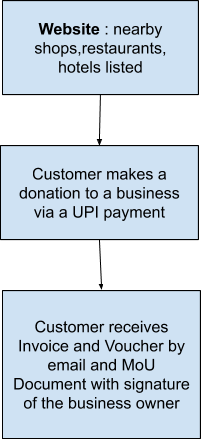 Website : nearby
shops,restaurants,
hotels listed
Customer makes a
donation to a business
via a UPI payment
Customer receives
Invoice and Voucher by
email and MoU
Document with signature
of the business owner